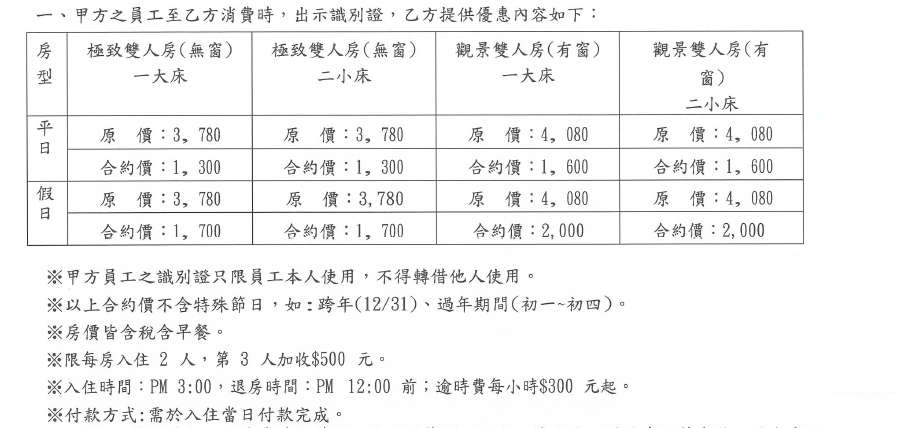 一、甲方之員工至乙方消費時，出示識別證，乙方提供優惠內容如下：
房型 極致雙人房(無窗)一大床 極致雙人房(無窗)二小床 觀景雙人房(有窗)一大床 觀景雙人房(有窗)二小床
平日 原 價：3, 780 原 價：3, 780 原 價：4, 080 原 價：4, 080
合約價：1, 300 合約價：1, 300 合約價：1, 600 合約價：1, 600
假日 原 價：3, 780 原 價：3,780 原 價：4, 080 原 價：4, 080
合約價：1, 700 合約價：1, 700 合約價：2,000 合約價：2,000
※甲方員工之識別證只限員工本人使用，不得轉借他人使用。
※以上合約價不含特殊節日，如：跨年(12/31)、過年期間(初一~初四)。
※房價皆含稅含早餐。
※限每房入住 2 人，第 3 人加收$500 元。
※入住時間：PM 3:00，退房時間：PM 12:00 前；逾時費每小時$300 元起。
※付款方式:需於入住當日付款完成。